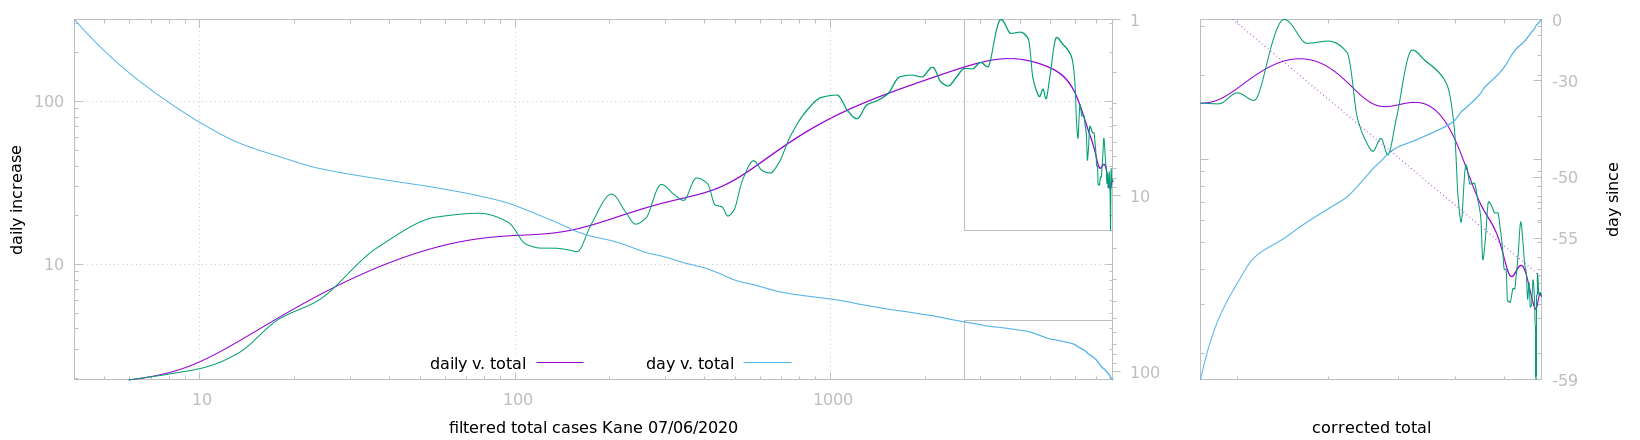 100
10
daily increase
10
100
1000
filtered total cases Kane 07/06/2020
daily v. total
day v. total
1
10
100
0
-30
-50
-55
-59
day since
corrected total